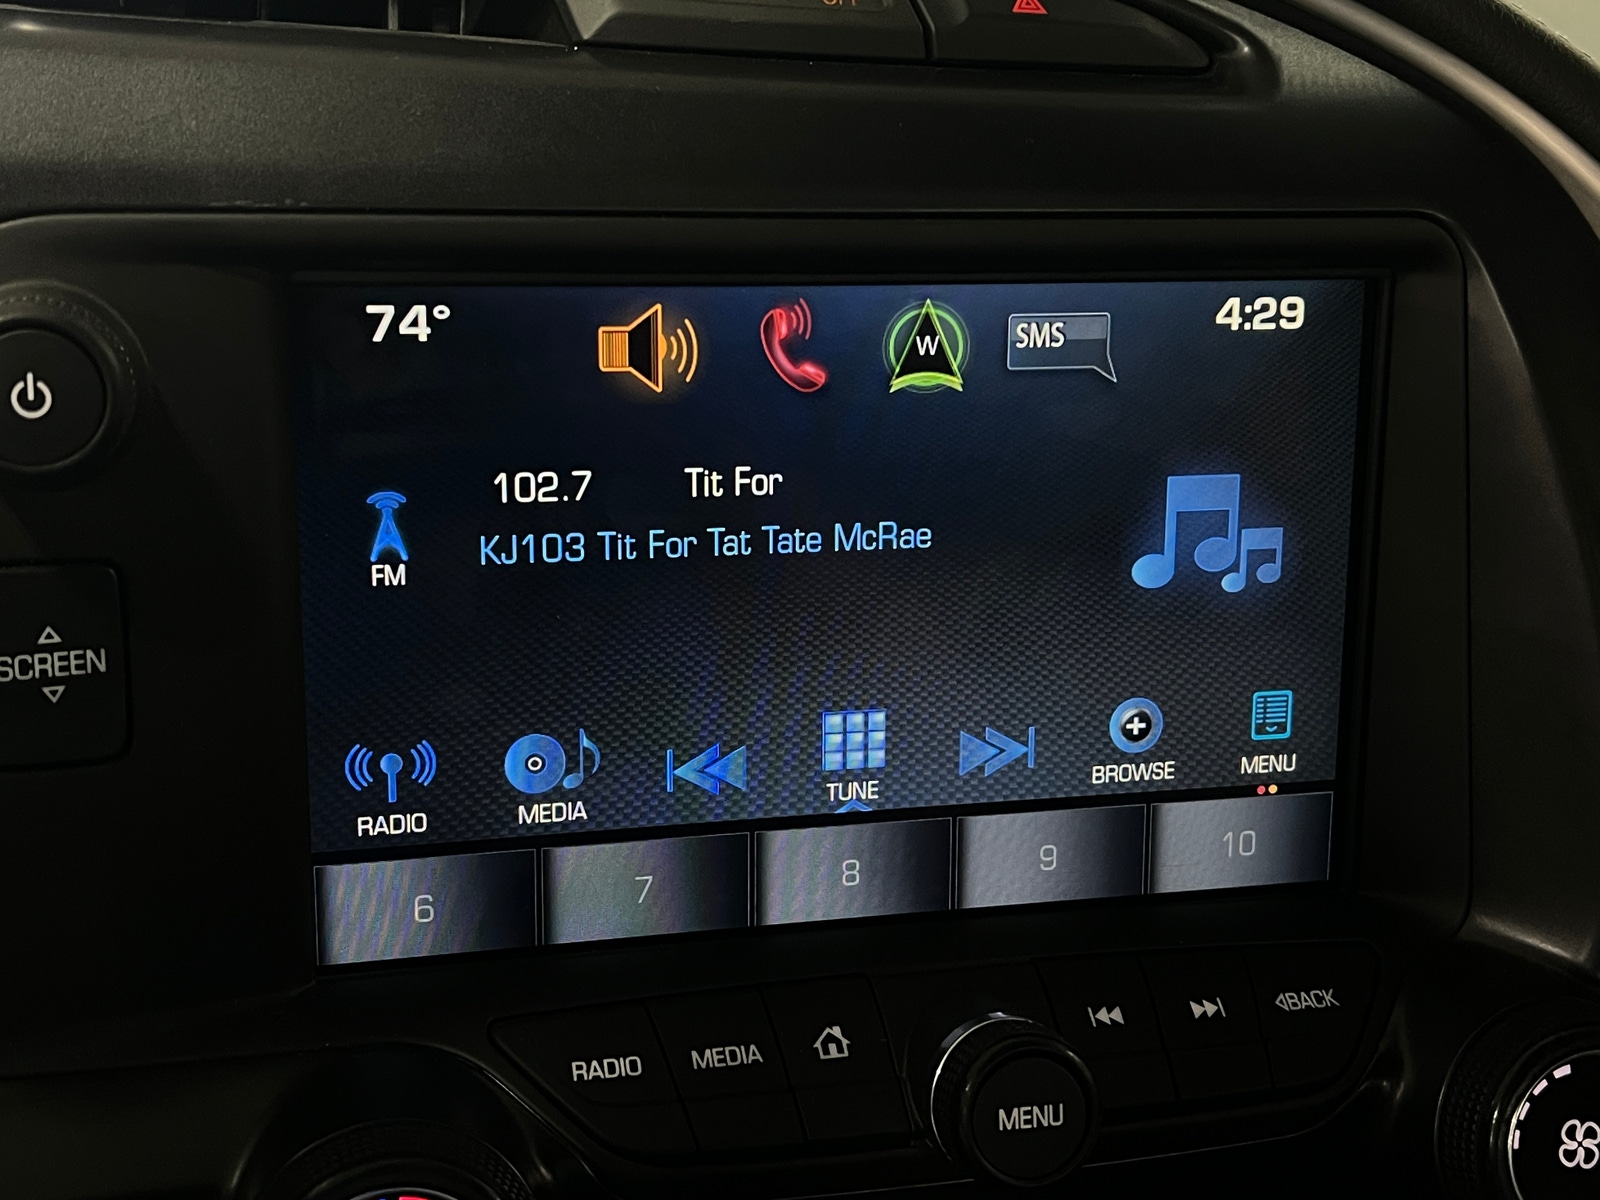 OFF
74°
W
SMS
4:29
102.7 Tit For
KJ103 Tit For Tat Tate McRae
FM
SCREEN
RADIO
MEDIA
TUNE
BROWSE
MENU
6 7 8 9 10
RADIO MEDIA MENU BACK